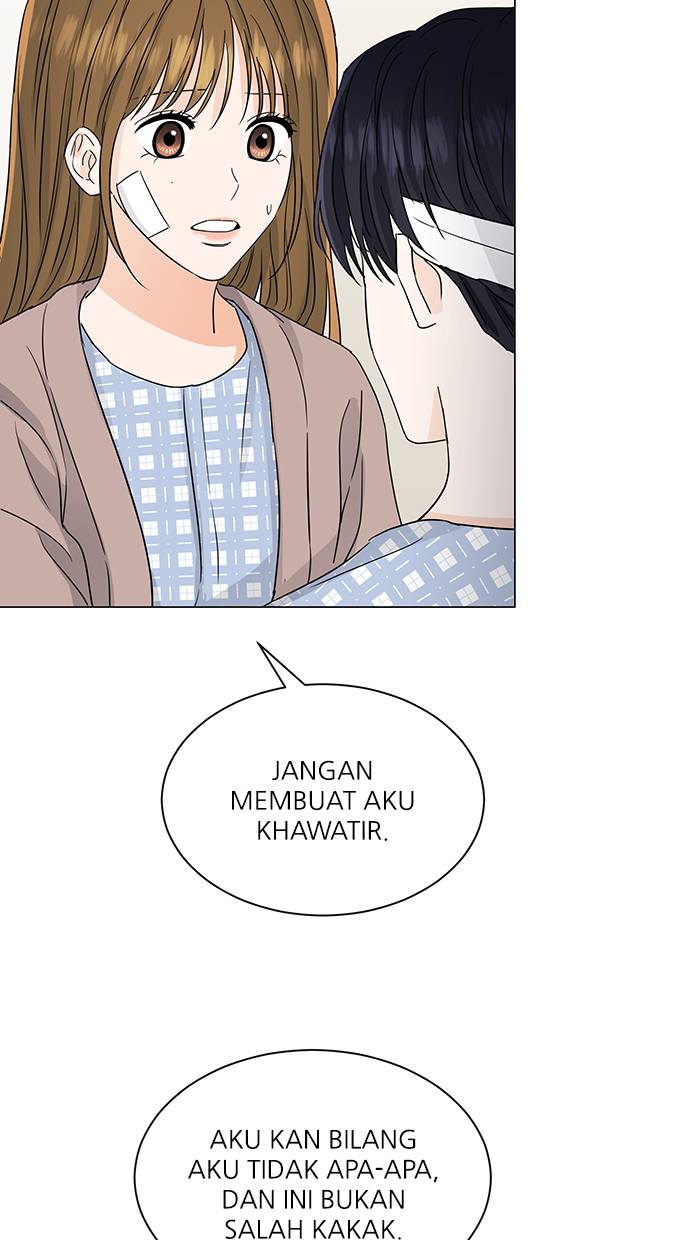 JANGAN
MEMBUAT AKU
KHAWATIR.
AKU KAN BILANG
AKU TIDAK APA-APA,
DAN INI BUKAN
SALAH KAKAK.